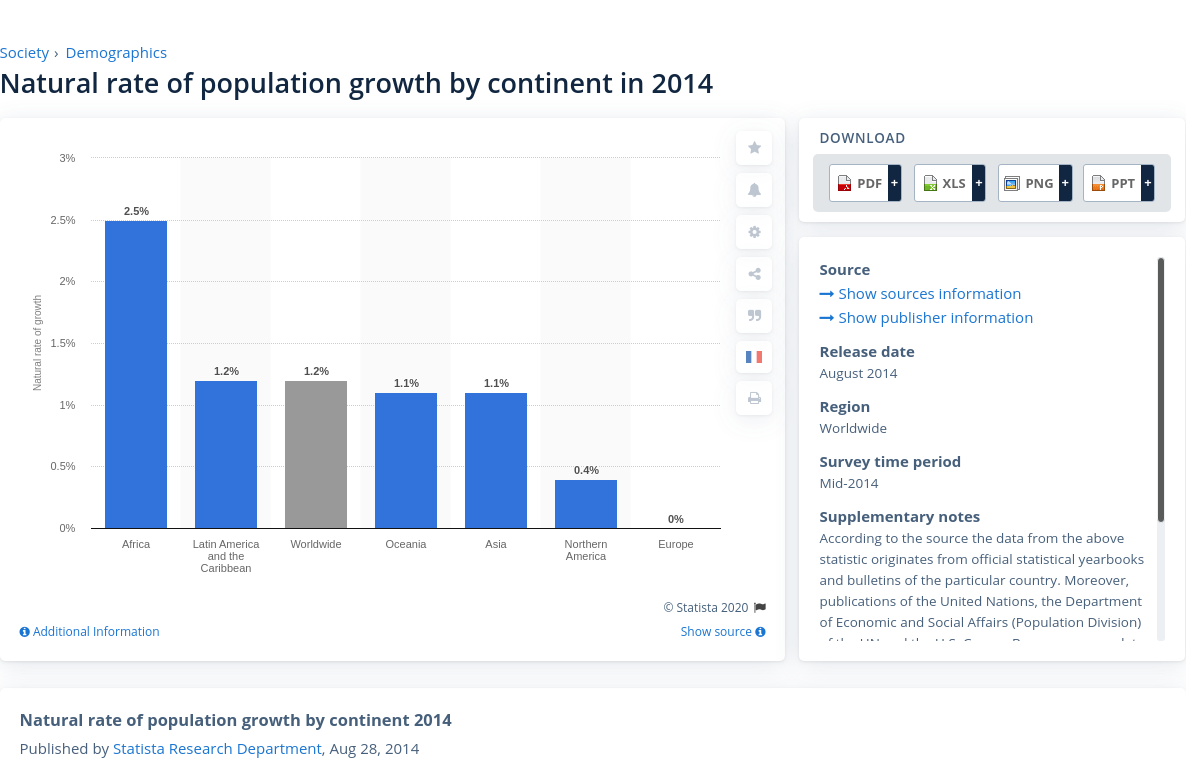 Society › Demographics
Natural rate of population growth by continent in 2014
3%
2.5%
2%
1.5%
1%
0.5%
0%
Natural rate of growth
2.5%
1.2%
1.2%
1.1%
1.1%
0.4%
0%
Africa
Latin America
and the
Caribbean
Worldwide
Oceania
Asia
Northern
America
Europe
© Statista 2020
Additional Information
Show source
DOWNLOAD
PDF +
XLS +
PNG +
PPT +
Source
Show sources information
Show publisher information
Release date
August 2014
Region
Worldwide
Survey time period
Mid-2014
Supplementary notes
According to the source the data from the above
statistic originates from official statistical yearbooks
and bulletins of the particular country. Moreover,
publications of the United Nations, the Department
of Economic and Social Affairs (Population Division)
Natural rate of population growth by continent 2014
Published by Statista Research Department, Aug 28, 2014